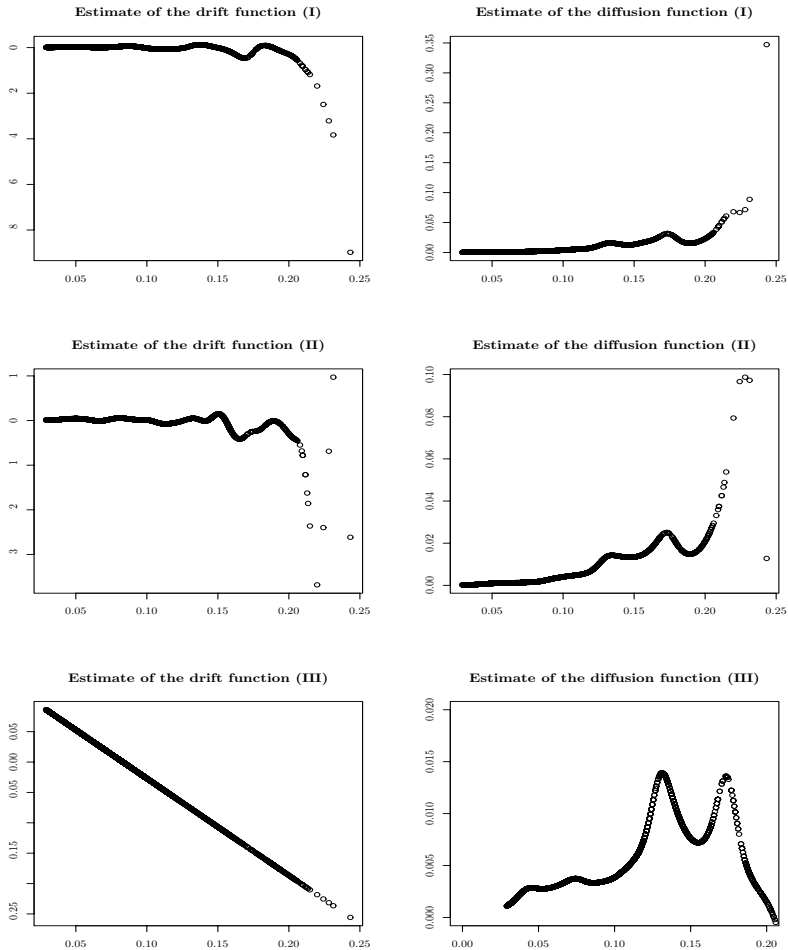 Estimate of the drift function (I)
0
2
4
6
8
0.05 0.10 0.15 0.20 0.25
Estimate of the diffusion function (I)
0.35
0.30
0.25
0.20
0.15
0.10
0.05
0.00
0.05 0.10 0.15 0.20 0.25
Estimate of the drift function (II)
1
0
1
2
3
0.05 0.10 0.15 0.20 0.25
Estimate of the diffusion function (II)
0.10
0.08
0.06
0.04
0.02
0.00
0.05 0.10 0.15 0.20 0.25
Estimate of the drift function (III)
0.05
0.00
0.05
0.15
0.25
0.05 0.10 0.15 0.20 0.25
Estimate of the diffusion function (III)
0.020
0.015
0.010
0.005
0.000
0.00 0.05 0.10 0.15 0.20